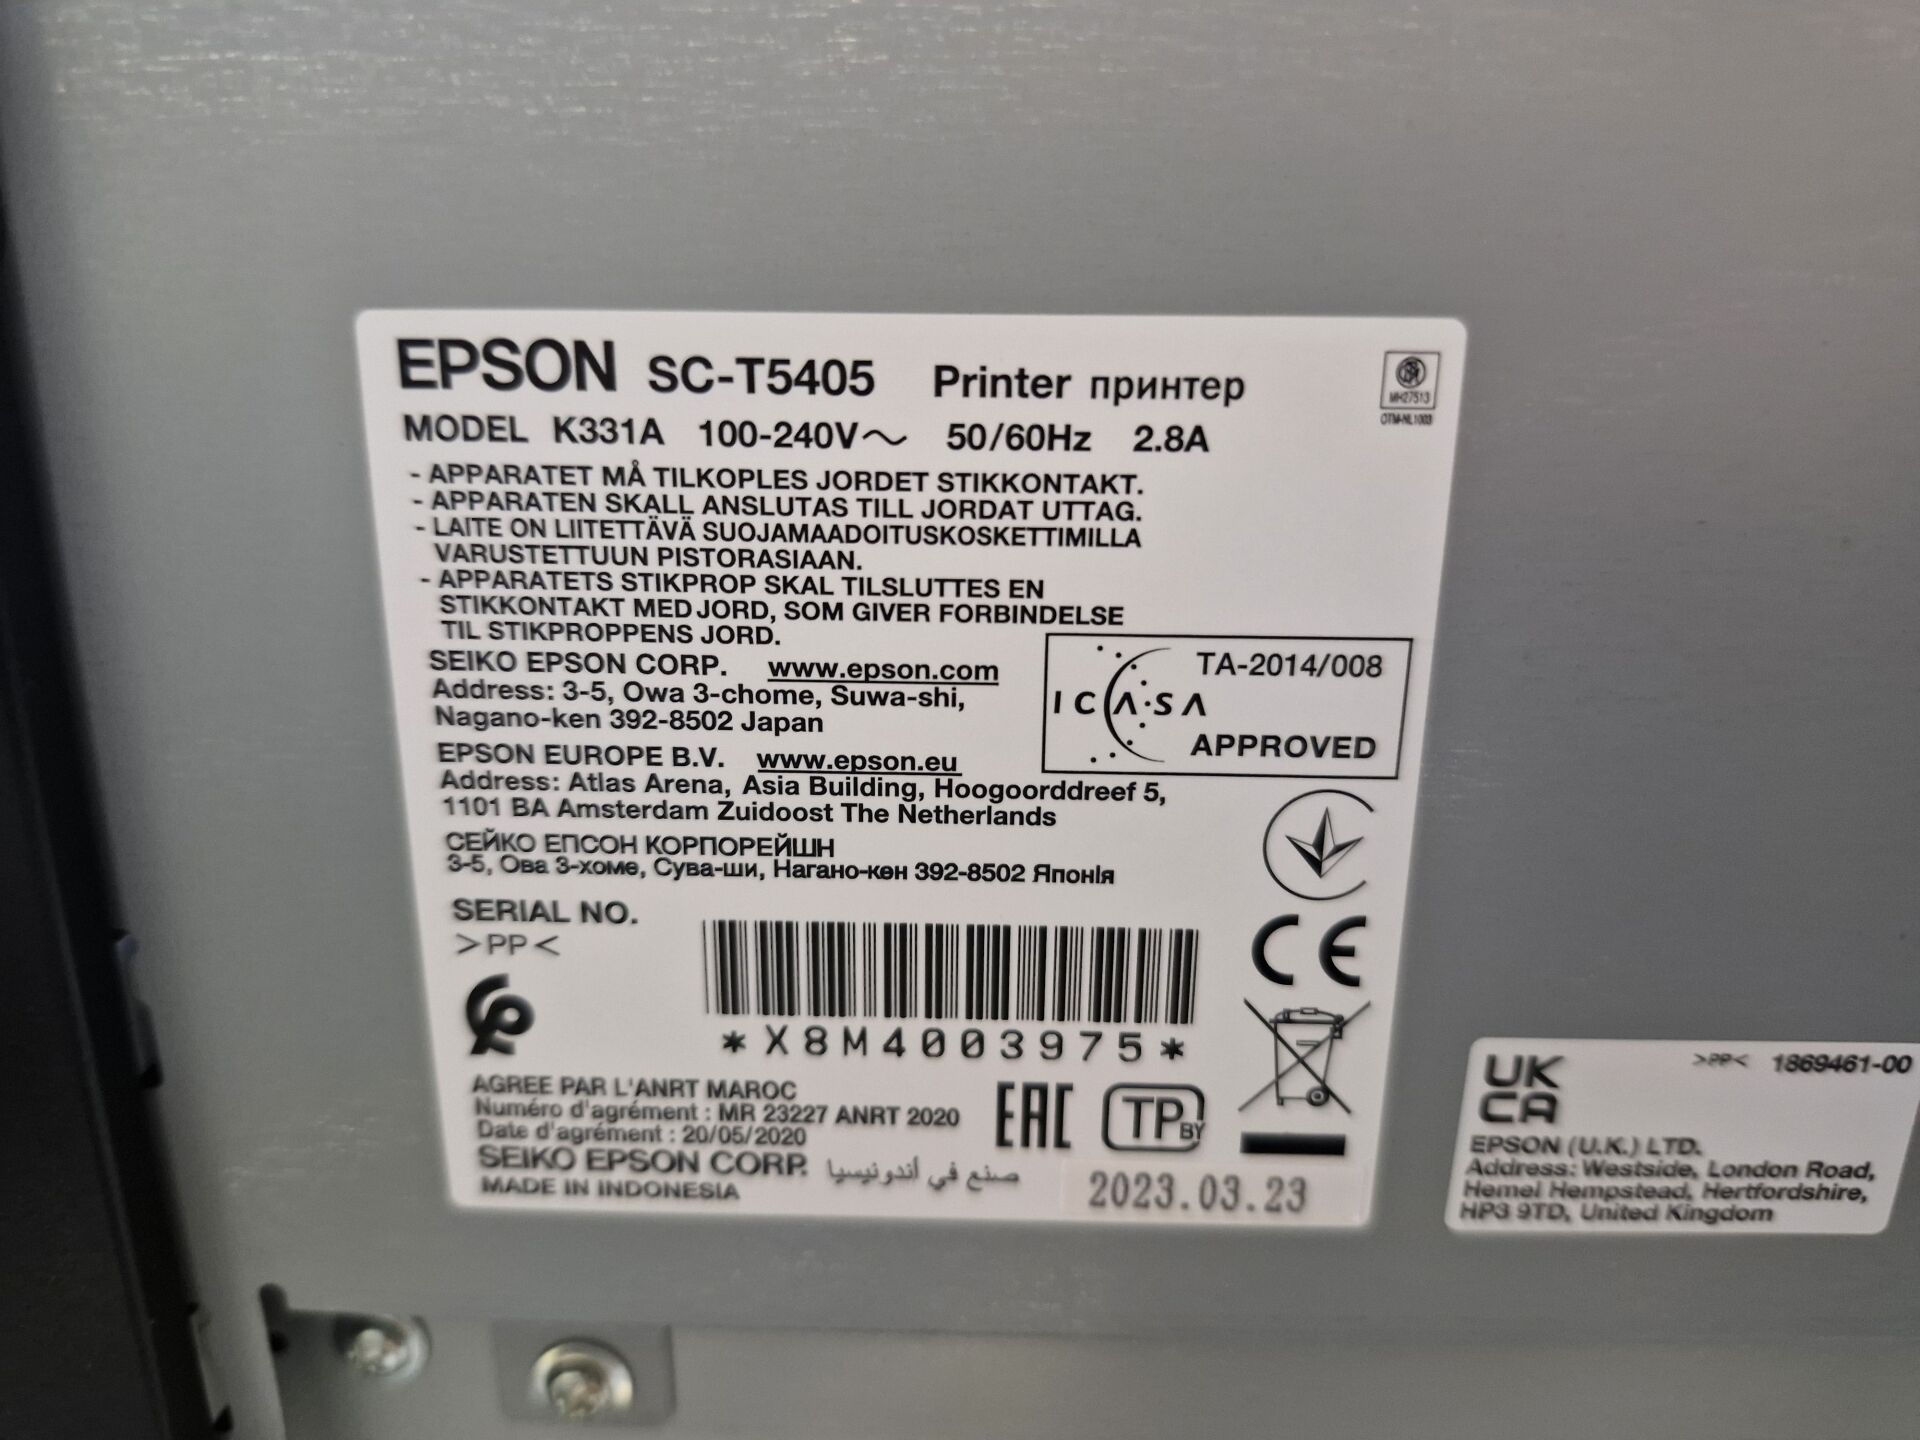 EPSON SC-T5405 Printer принтер
MODEL K331A 100-240V～ 50/60Hz 2.8A
MH27513
OTM-NL1003
- APPARATET MÅ TILKOPLES JORDET STIKKONTAKT.
- APPARATEN SKALL ANSLUTAS TILL JORDAT UTTAG.
- LAITE ON LIITETTÄVÄ SUOJAMAADOITUSKOSKETTIMILLA
VARUSTETTUUN PISTORASIAAN.
- APPARATETS STIKPROP SKAL TILSLUTTES EN
STIKKONTAKT MED JORD, SOM GIVER FORBINDELSE
TIL STIKPROPPENS JORD.
SEIKO EPSON CORP. www.epson.com
Address: 3-5, Owa 3-chome, Suwa-shi,
Nagano-ken 392-8502 Japan
TA-2014/008
ICASA
APPROVED
EPSON EUROPE B.V. www.epson.eu
Address: Atlas Arena, Asia Building, Hoogoorddreef 5,
1101 BA Amsterdam Zuidoost The Netherlands
СЕЙКО ЕПСОН КОРПОРЕЙШН
3-5, Ова 3-хоме, Сува-ши, Нагано-кен 392-8502 Японія
SERIAL NO.
>PP<
*X8M4003975*
CE
AGREE PAR L'ANRT MAROC
Numéro d'agrément : MR 23227 ANRT 2020
Date d'agrément : 20/05/2020
EAC
TP BY
SEIKO EPSON CORP. صنع في أندونيسيا
MADE IN INDONESIA
2023.03.23
UK
CA
>PP< 1869461-00
EPSON (U.K.) LTD.
Address: Westside, London Road,
Hemel Hempstead, Hertfordshire,
HP3 9TD, United Kingdom